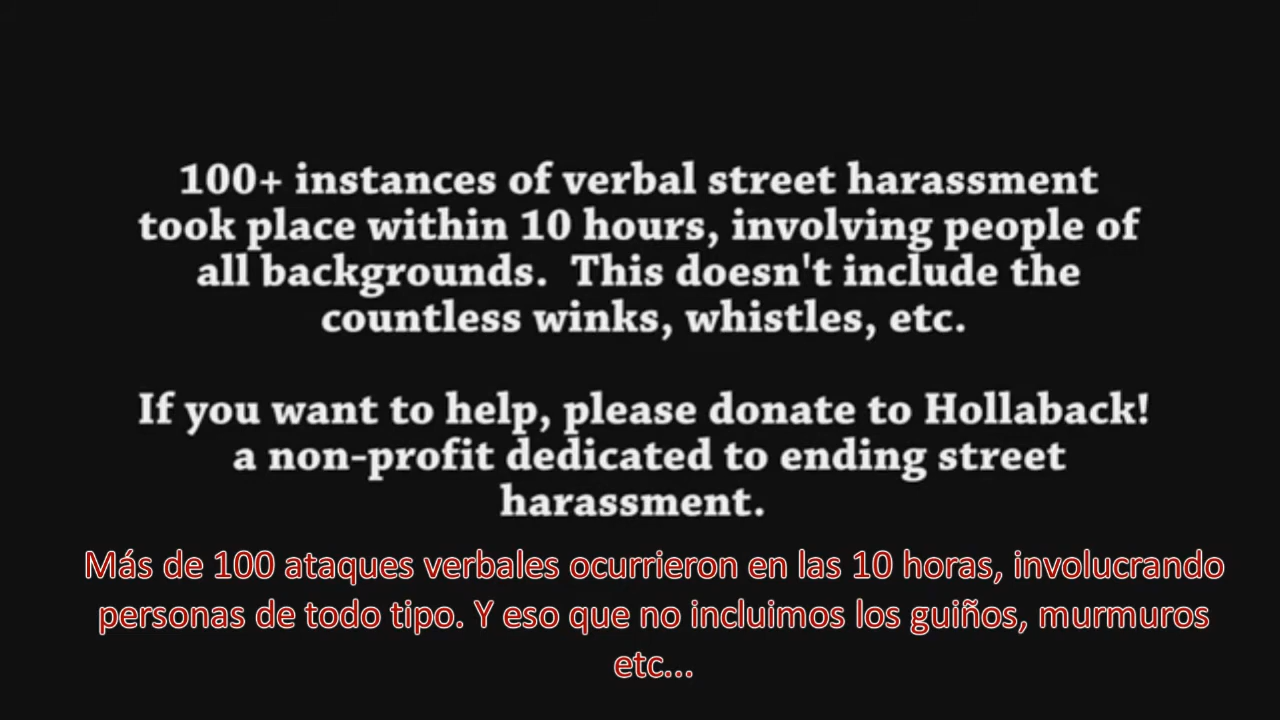 100+ instances of verbal street harassment
took place within 10 hours, involving people of
all backgrounds.  This doesn't include the
countless winks, whistles, etc.
If you want to help, please donate to Hollaback!
a non-profit dedicated to ending street
harassment.
Más de 100 ataques verbales ocurrieron en las 10 horas, involucrando
personas de todo tipo. Y eso que no incluimos los guiños, murmuros
etc...